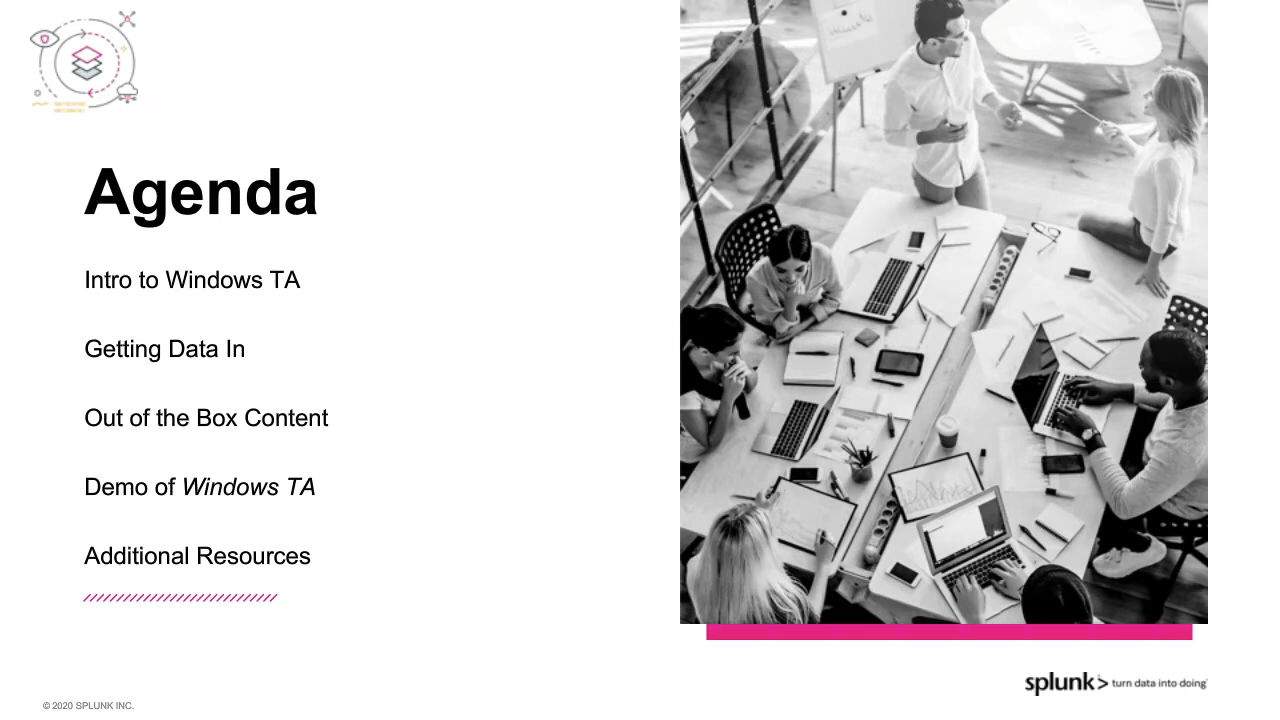 Agenda
Intro to Windows TA
Getting Data In
Out of the Box Content
Demo of Windows TA
Additional Resources
splunk> turn data into doing
© 2020 SPLUNK INC.